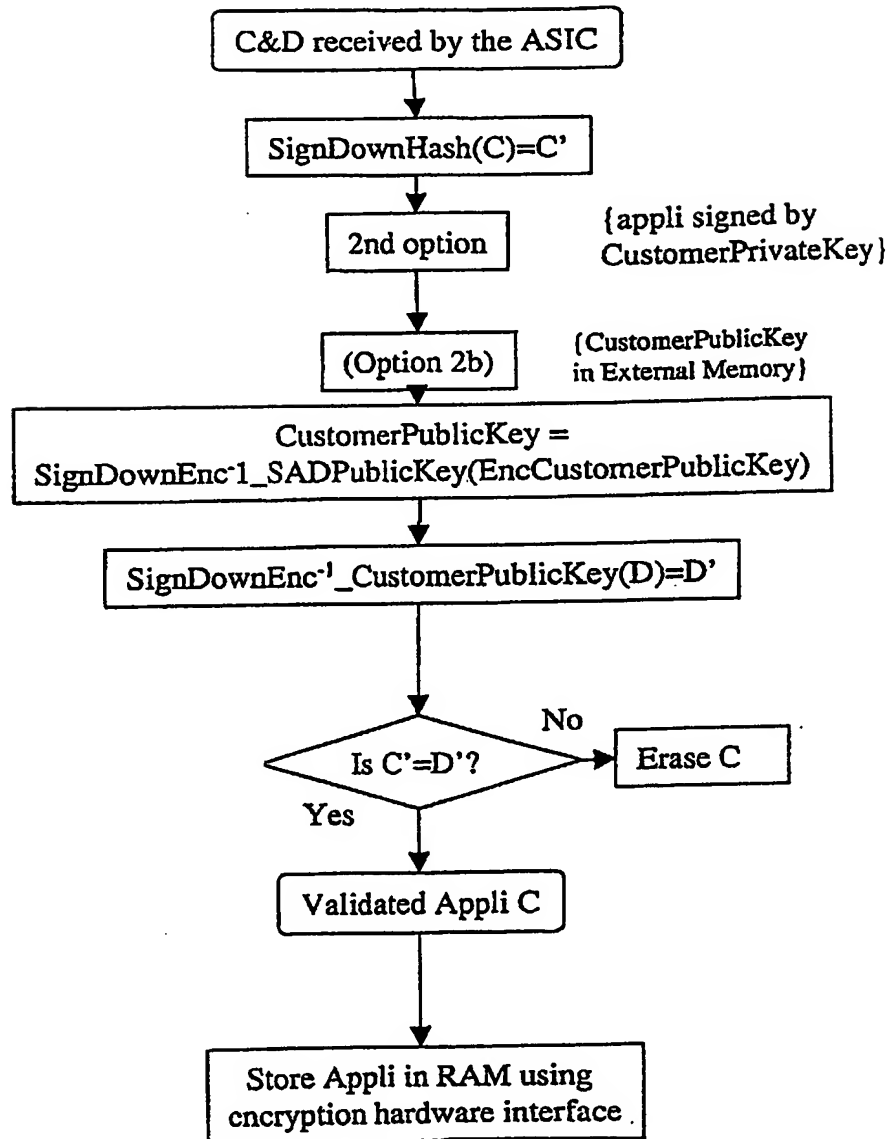 C&D received by the ASIC
SignDownHash(C)=C’
2nd option
{appli signed by
CustomerPrivateKey}
(Option 2b)
{CustomerPublicKey
in External Memory}
CustomerPublicKey =
SignDownEnc⁻1_SADPublicKey(EncCustomerPublicKey)
SignDownEnc⁻¹_CustomerPublicKey(D)=D’
Is C’=D’?
No
Erase C
Yes
Validated Appli C
Store Appli in RAM using
encryption hardware interface